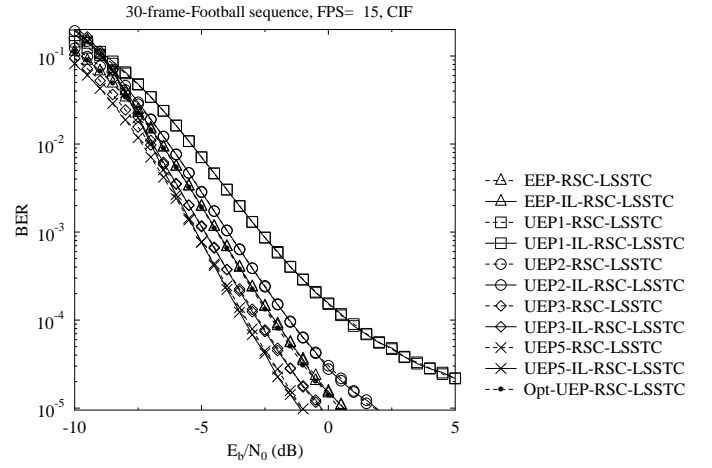 30-frame-Football sequence, FPS= 15, CIF
10^-1
10^-2
10^-3
10^-4
10^-5
BER
-10
-5
0
5
E_b/N_0 (dB)
EEP-RSC-LSSTC
EEP-IL-RSC-LSSTC
UEP1-RSC-LSSTC
UEP1-IL-RSC-LSSTC
UEP2-RSC-LSSTC
UEP2-IL-RSC-LSSTC
UEP3-RSC-LSSTC
UEP3-IL-RSC-LSSTC
UEP5-RSC-LSSTC
UEP5-IL-RSC-LSSTC
Opt-UEP-RSC-LSSTC